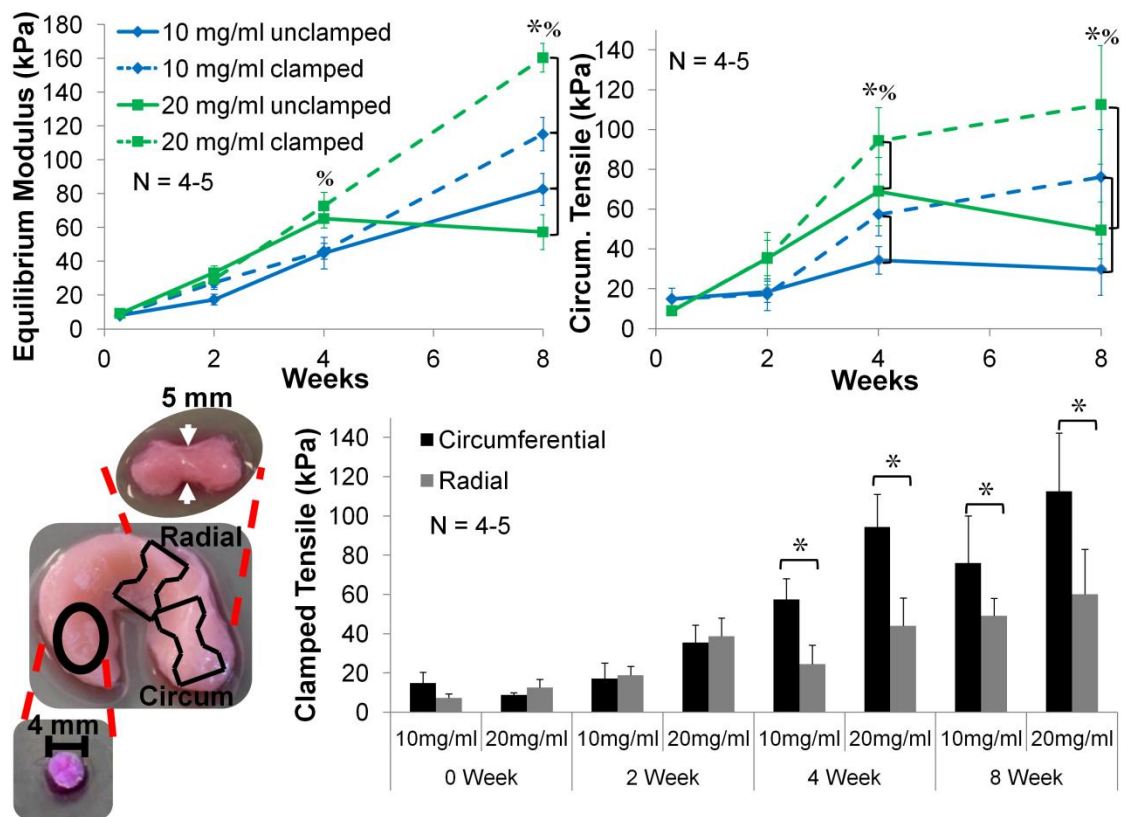 Equilibrium Modulus (kPa)
180
160
140
120
100
80
60
40
20
0
10 mg/ml unclamped
10 mg/ml clamped
20 mg/ml unclamped
20 mg/ml clamped
N = 4-5
%
*%
0 2 4 6 8
Weeks
Circum. Tensile (kPa)
140
120
100
80
60
40
20
0
N = 4-5
*%
*%
0 2 4 6 8
Weeks
5 mm
Radial
Circum
4 mm
Clamped Tensile (kPa)
140
120
100
80
60
40
20
0
Circumferential
Radial
N = 4-5
*
*
*
*
10mg/ml 20mg/ml 10mg/ml 20mg/ml 10mg/ml 20mg/ml 10mg/ml 20mg/ml
0 Week 2 Week 4 Week 8 Week